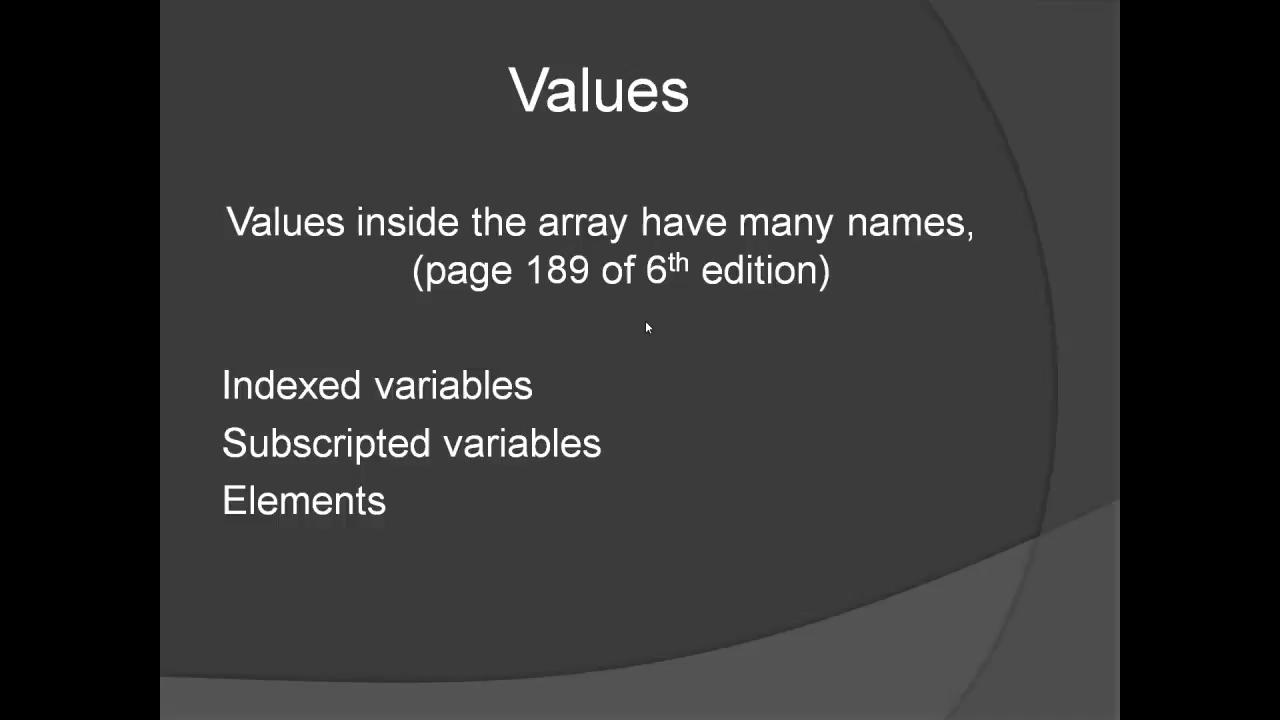 Values
Values inside the array have many names,
(page 189 of 6th edition)
Indexed variables
Subscripted variables
Elements